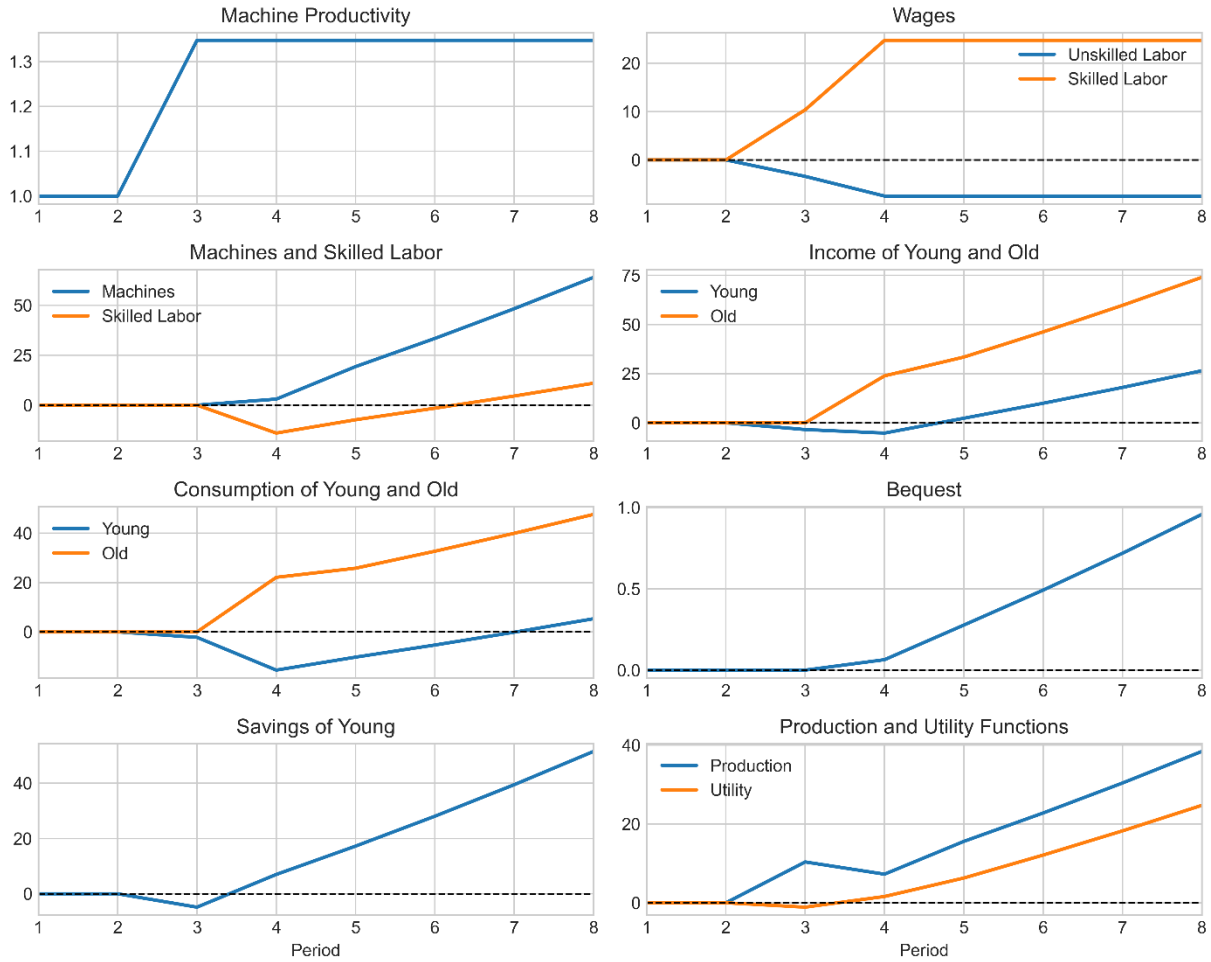 Machine Productivity
1.3
1.2
1.1
1.0
1 2 3 4 5 6 7 8
Wages
Unskilled Labor
Skilled Labor
20
10
0
1 2 3 4 5 6 7 8
Machines and Skilled Labor
Machines
Skilled Labor
50
25
0
1 2 3 4 5 6 7 8
Income of Young and Old
Young
Old
75
50
25
0
1 2 3 4 5 6 7 8
Consumption of Young and Old
Young
Old
40
20
0
1 2 3 4 5 6 7 8
Bequest
1.0
0.5
0.0
1 2 3 4 5 6 7 8
Savings of Young
40
20
0
1 2 3 4 5 6 7 8
Period
Production and Utility Functions
Production
Utility
40
20
0
1 2 3 4 5 6 7 8
Period